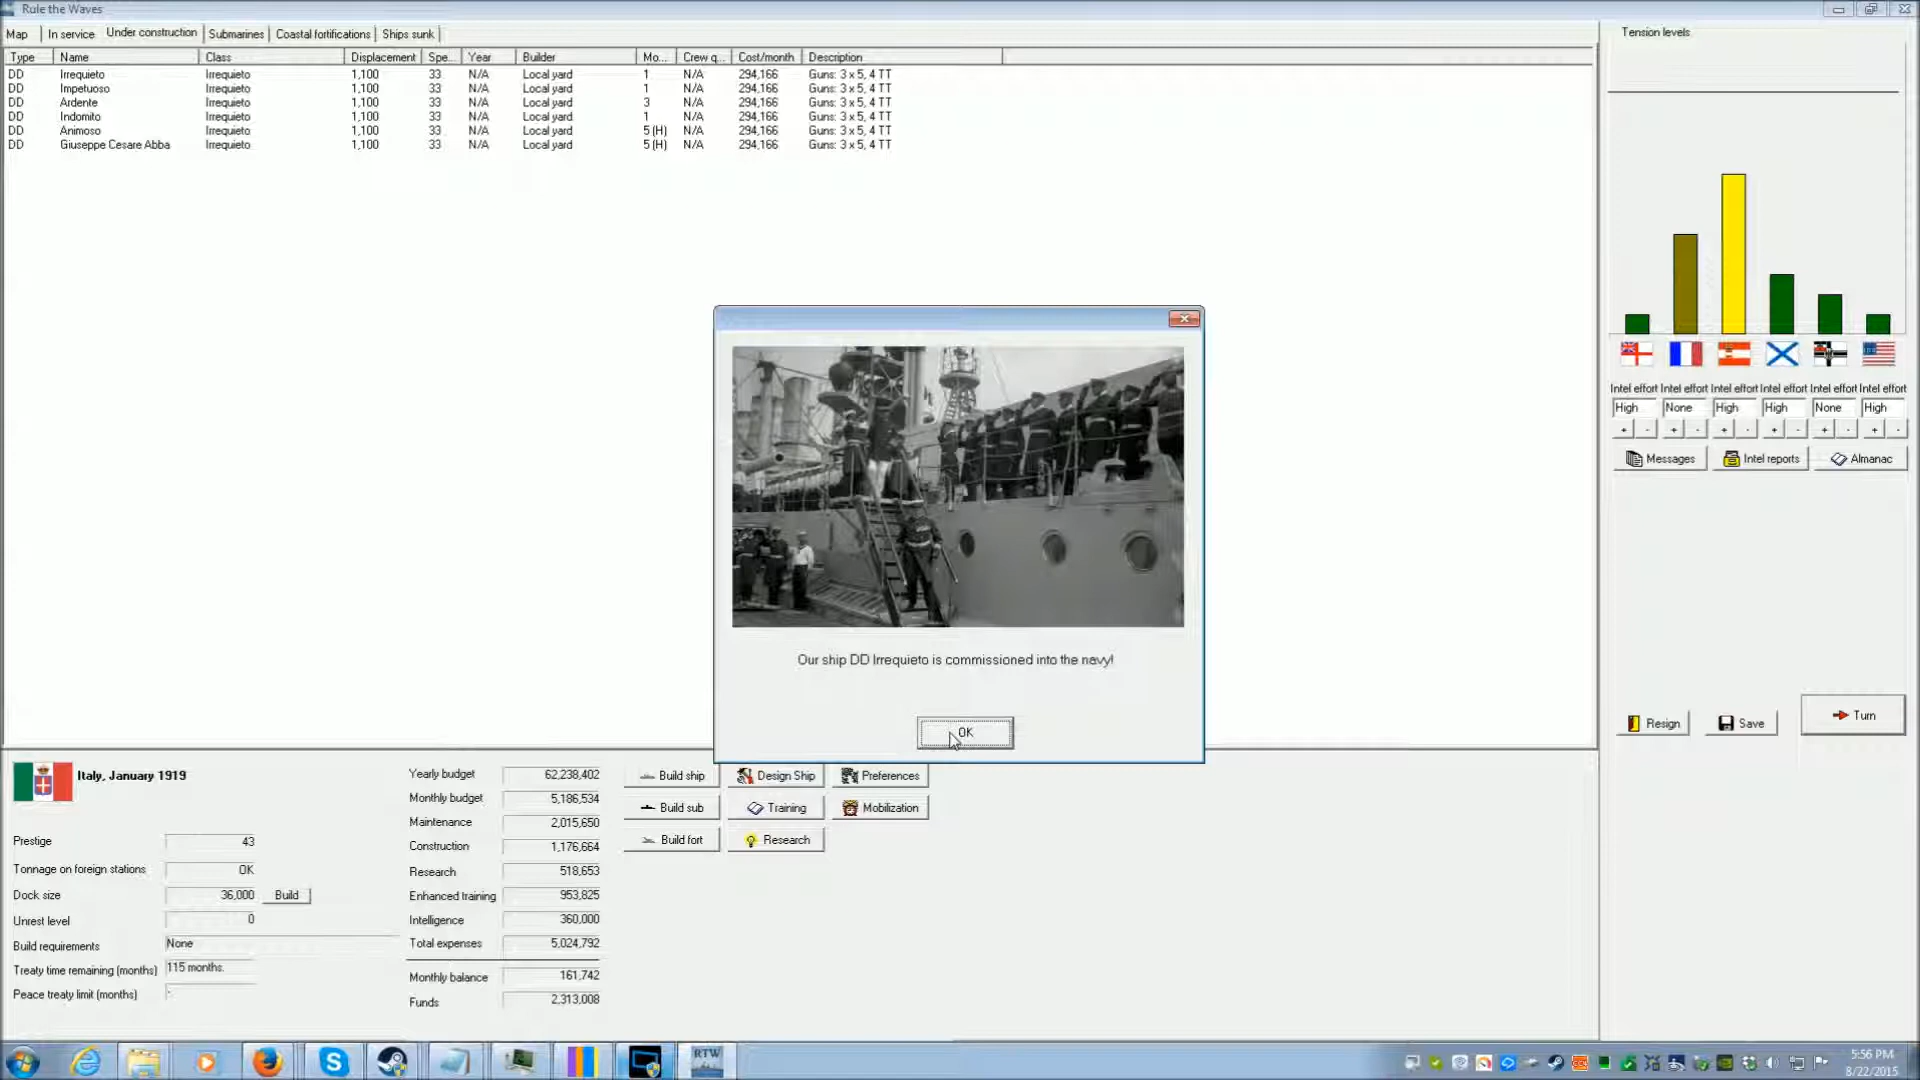 Rule the Waves
Map In service Under construction Submarines Coastal fortifications Ships sunk
Type Name Class Displacement Spe... Year Builder Mo... Crew q... Cost/month Description
DD Irrequieto Irrequieto 1,100 33 N/A Local yard 1 N/A 294,166 Guns: 3 x 5, 4 TT
DD Impetuoso Irrequieto 1,100 33 N/A Local yard 1 N/A 294,166 Guns: 3 x 5, 4 TT
DD Ardente Irrequieto 1,100 33 N/A Local yard 3 N/A 294,166 Guns: 3 x 5, 4 TT
DD Indomito Irrequieto 1,100 33 N/A Local yard 1 N/A 294,166 Guns: 3 x 5, 4 TT
DD Animoso Irrequieto 1,100 33 N/A Local yard 5 (H) N/A 294,166 Guns: 3 x 5, 4 TT
DD Giuseppe Cesare Abba Irrequieto 1,100 33 N/A Local yard 5 (H) N/A 294,166 Guns: 3 x 5, 4 TT
Tension levels
Intel effort Intel effort Intel effort Intel effort Intel effort Intel effort
High None High High None High
+ - + - + - + - + - + -
Messages Intel reports Almanac
Our ship DD Irrequieto is commissioned into the navy!
OK
Resign Save Turn
Italy, January 1919
Prestige 43
Tonnage on foreign stations OK
Dock size 36,000 Build
Unrest level 0
Build requirements None
Treaty time remaining (months) 115 months.
Peace treaty limit (months) -
Yearly budget 62,238,402
Monthly budget 5,186,534
Maintenance 2,015,650
Construction 1,176,664
Research 518,653
Enhanced training 953,825
Intelligence 360,000
Total expenses 5,024,792
Monthly balance 161,742
Funds 2,313,008
Build ship Design Ship Preferences
Build sub Training Mobilization
Build fort Research
RTW
5:56 PM
8/22/2015